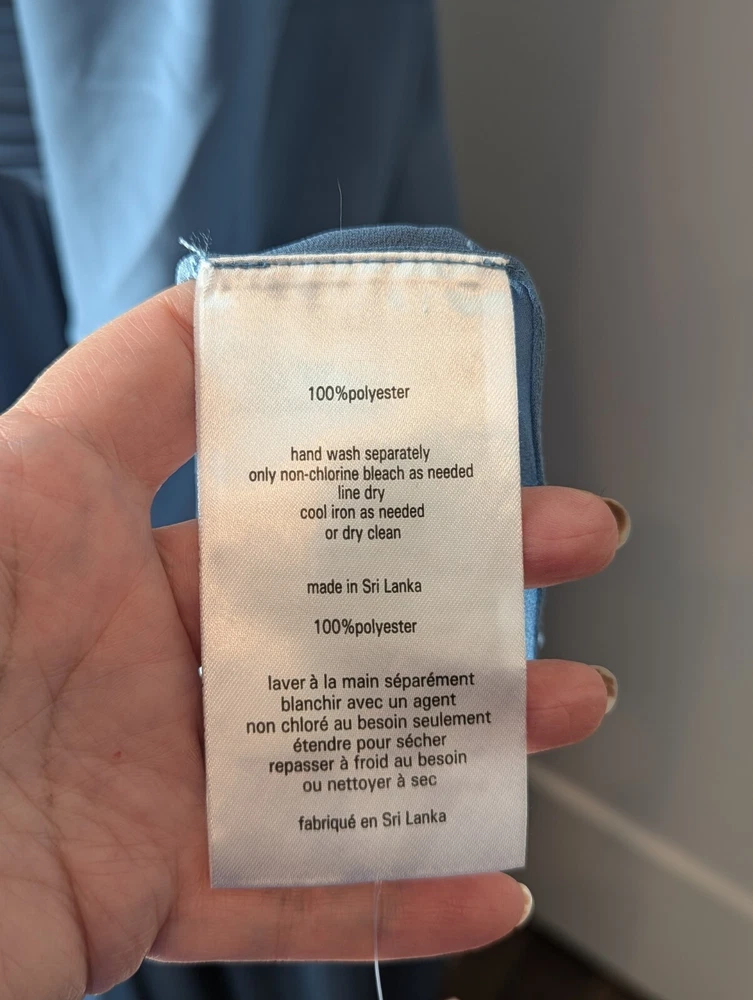 100%polyester
hand wash separately
only non-chlorine bleach as needed
line dry
cool iron as needed
or dry clean
made in Sri Lanka
100%polyester
laver à la main séparément
blanchir avec un agent
non chloré au besoin seulement
étendre pour sécher
repasser à froid au besoin
ou nettoyer à sec
fabriqué en Sri Lanka